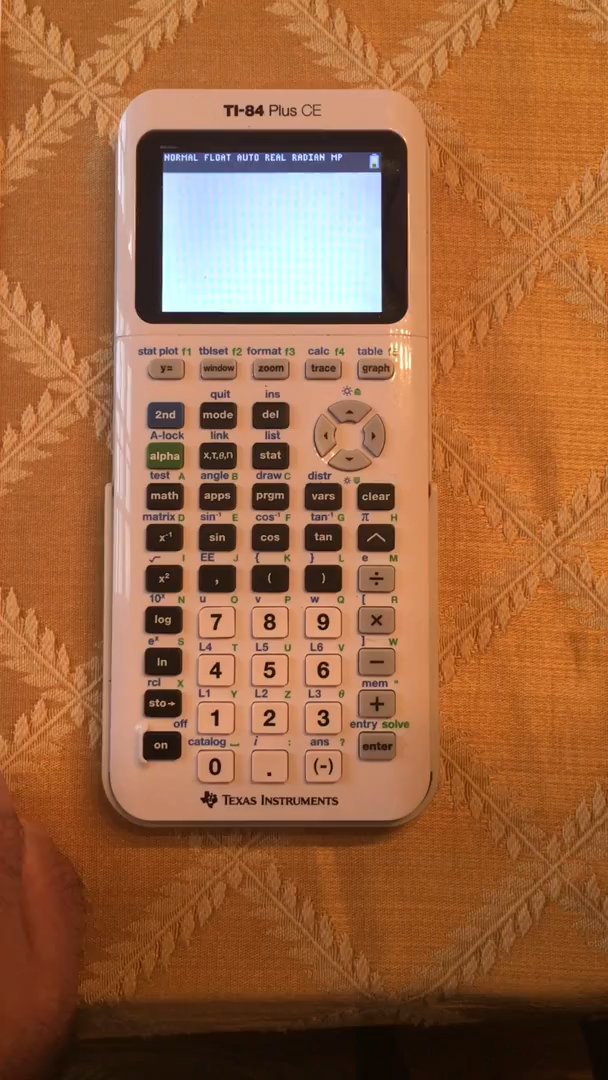 TI-84 Plus CE
NORMAL FLOAT AUTO REAL RADIAN MP
stat plot f1 tblset f2 format f3 calc f4 table
y= window zoom trace graph
quit ins
2nd mode del
A-lock link list
alpha X,T,θ,n stat
test A angle B draw C distr
math apps prgm vars clear
matrix D sin⁻¹ E cos⁻¹ F tan⁻¹ G π H
x⁻¹ sin cos tan ^
√ I EE J { K } L e M
x² , ( ) ÷
10ˣ N u O v P w Q [ R
log 7 8 9 ×
eˣ S L4 T L5 U L6 V ] W
ln 4 5 6 −
rcl X L1 Y L2 Z L3 θ mem "
sto→ 1 2 3 +
off catalog i : ans ? entry solve
on 0 . (-) enter
TEXAS INSTRUMENTS